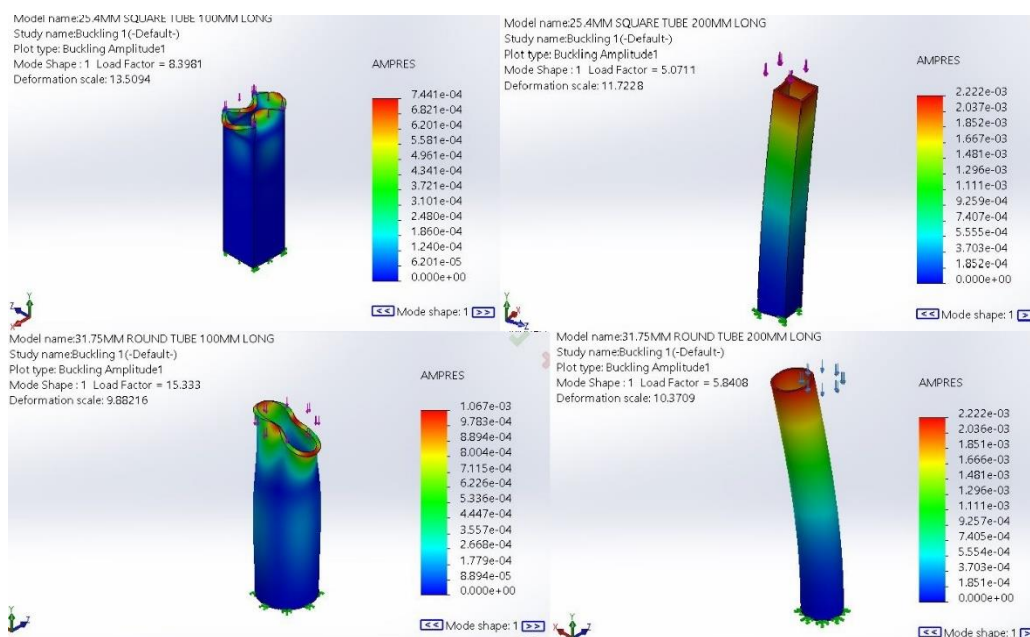 Model name:25.4MM SQUARE TUBE 100MM LONG
Study name:Buckling 1(-Default-)
Plot type: Buckling Amplitude1
Mode Shape : 1 Load Factor = 8.3981
Deformation scale: 13.5094
AMPRES
7.441e-04
6.821e-04
6.201e-04
5.581e-04
4.961e-04
4.341e-04
3.721e-04
3.101e-04
2.480e-04
1.860e-04
1.240e-04
6.201e-05
0.000e+00
Y
Z
X
<< Mode shape: 1 >>
Model name:25.4MM SQUARE TUBE 200MM LONG
Study name:Buckling 1(-Default-)
Plot type: Buckling Amplitude1
Mode Shape : 1 Load Factor = 5.0711
Deformation scale: 11.7228
AMPRES
2.222e-03
2.037e-03
1.852e-03
1.667e-03
1.481e-03
1.296e-03
1.111e-03
9.259e-04
7.407e-04
5.555e-04
3.703e-04
1.852e-04
0.000e+00
Y
X
Z
<< Mode shape: 1 >>
Model name:31.75MM ROUND TUBE 100MM LONG
Study name:Buckling 1(-Default-)
Plot type: Buckling Amplitude1
Mode Shape : 1 Load Factor = 15.333
Deformation scale: 9.88216
AMPRES
1.067e-03
9.783e-04
8.894e-04
8.004e-04
7.115e-04
6.226e-04
5.336e-04
4.447e-04
3.557e-04
2.668e-04
1.779e-04
8.894e-05
0.000e+00
Y
Z
<< Mode shape: 1 >>
Model name:31.75MM ROUND TUBE 200MM LONG
Study name:Buckling 1(-Default-)
Plot type: Buckling Amplitude1
Mode Shape : 1 Load Factor = 5.8408
Deformation scale: 10.3709
AMPRES
2.222e-03
2.036e-03
1.851e-03
1.666e-03
1.481e-03
1.296e-03
1.111e-03
9.257e-04
7.405e-04
5.554e-04
3.703e-04
1.851e-04
0.000e+00
Y
X
Z
<< Mode shape: 1 >>